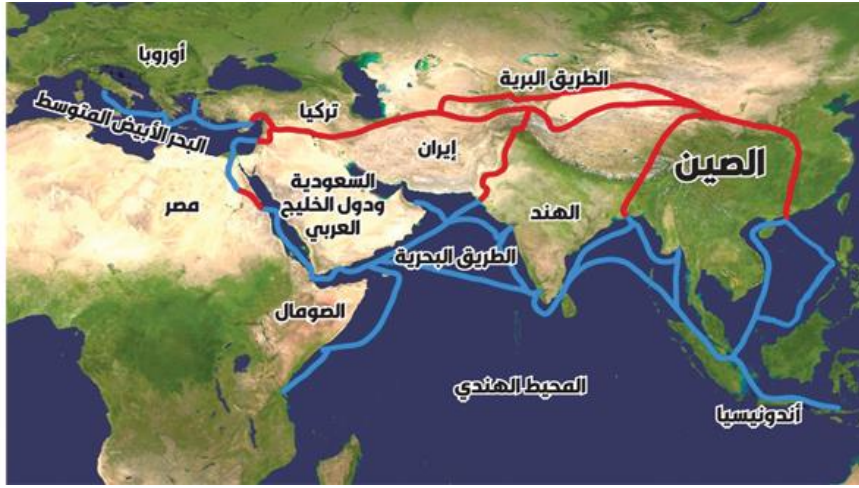 أوروبا
الطريق البرية
تركيا
البحر الأبيض المتوسط
إيران
الصين
السعودية
ودول الخليج
العربي
مصر
الهند
الطريق البحرية
الصومال
المحيط الهندي
أندونيسيا